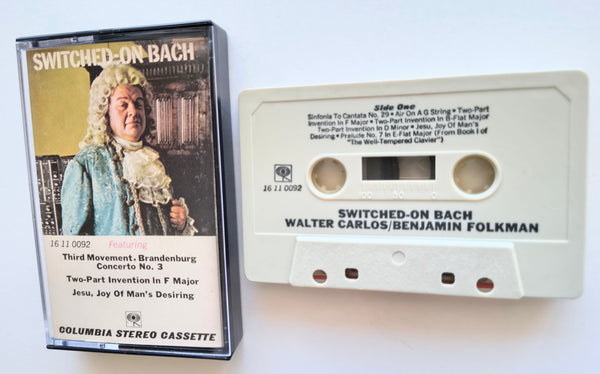 SWITCHED-ON BACH
16 11 0092 Featuring
Third Movement, Brandenburg
Concerto No. 3
Two-Part Invention In F Major
Jesu, Joy Of Man's Desiring
COLUMBIA STEREO CASSETTE
Side One
Sinfonia To Cantata No. 29 • Air On A G String • Two-Part
Invention In F Major • Two-Part Invention In B-Flat Major
Two-Part Invention In D Minor • Jesu, Joy Of Man's
Desiring • Prelude No. 7 In E-Flat Major (From Book I of
"The Well-Tempered Clavier")
16 11 0092
SWITCHED-ON BACH
WALTER CARLOS/BENJAMIN FOLKMAN